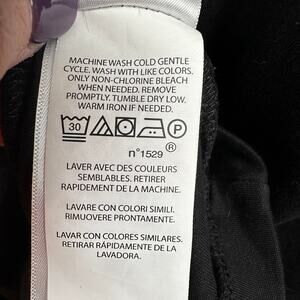 MACHINE WASH COLD GENTLE
CYCLE. WASH WITH LIKE COLORS.
ONLY NON-CHLORINE BLEACH
WHEN NEEDED. REMOVE
PROMPTLY. TUMBLE DRY LOW.
WARM IRON IF NEEDED.
30 P
n°1529 ®
LAVER AVEC DES COULEURS
SEMBLABLES. RETIRER
RAPIDEMENT DE LA MACHINE.
LAVARE CON COLORI SIMILI.
RIMUOVERE PRONTAMENTE.
LAVAR CON COLORES SIMILARES.
RETIRAR RÁPIDAMENTE DE LA
LAVADORA.